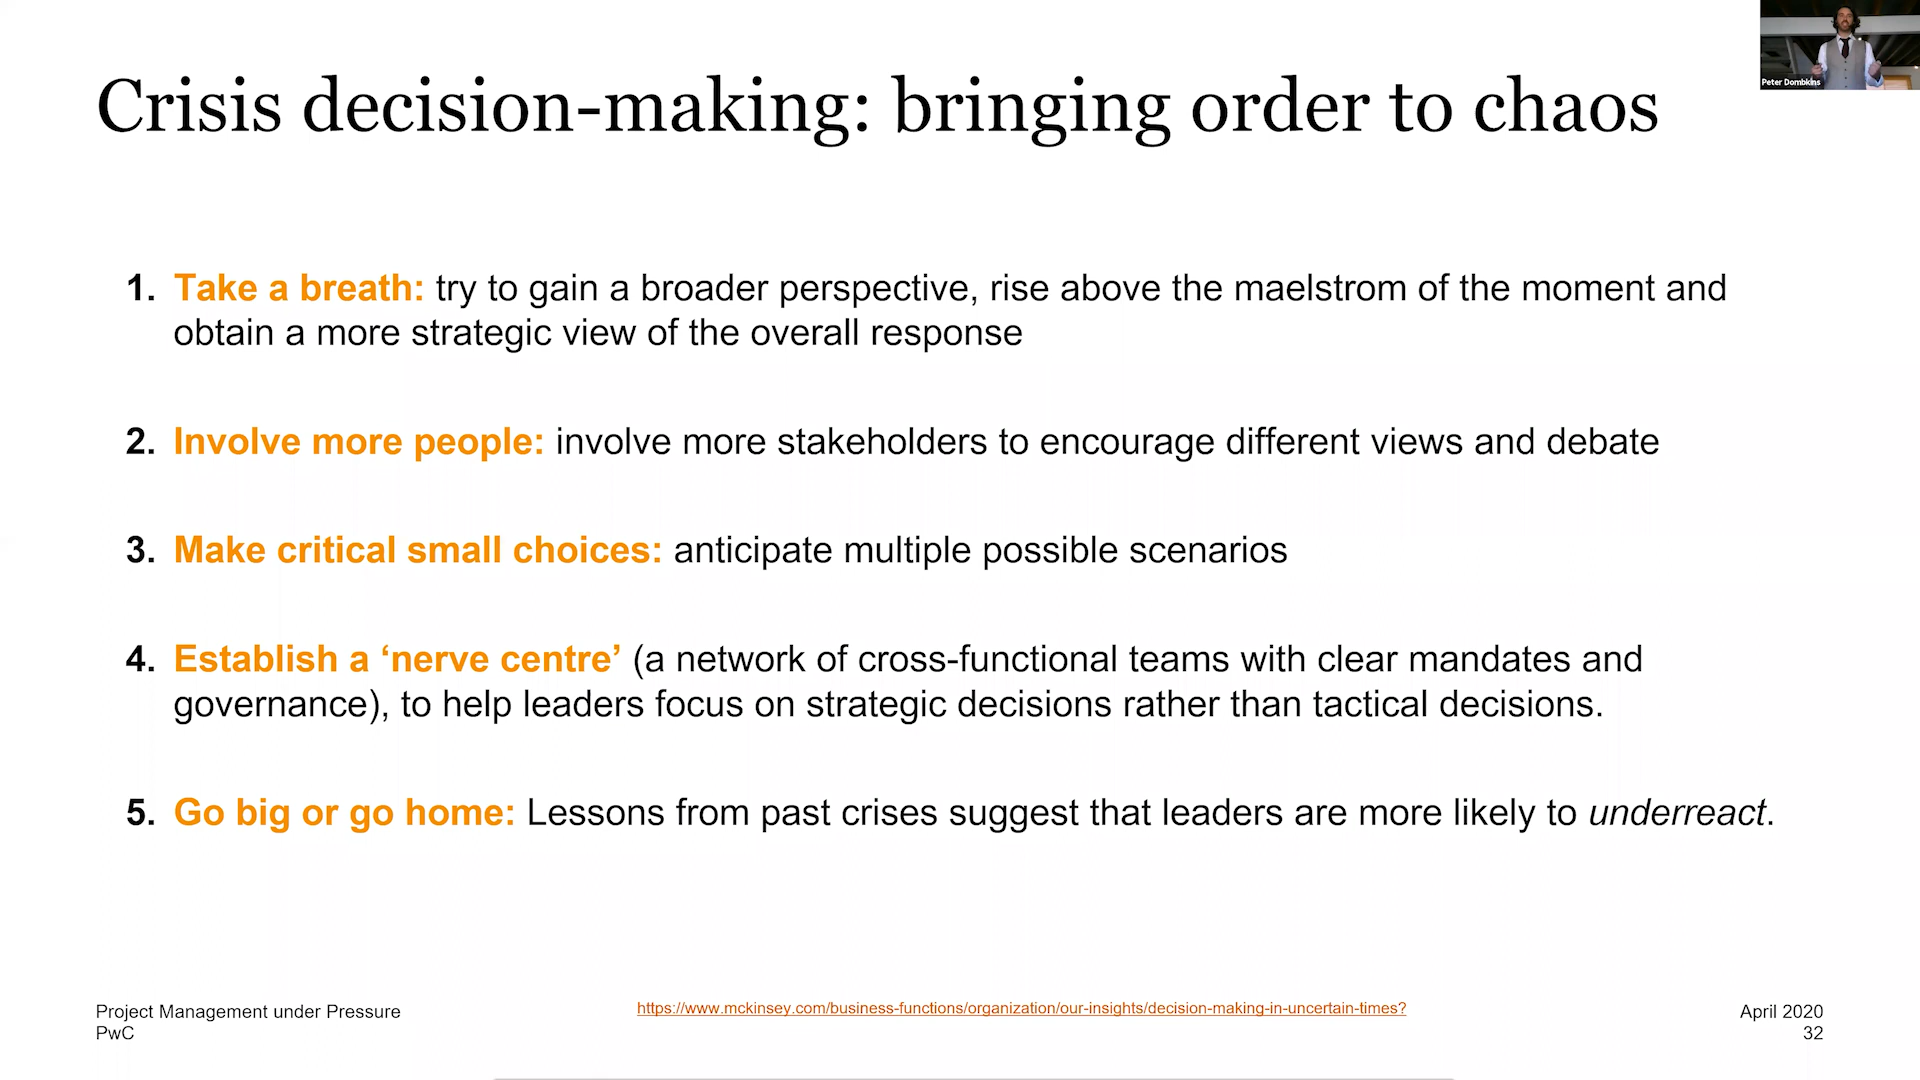 Peter Dombkins
Crisis decision-making: bringing order to chaos
1. Take a breath: try to gain a broader perspective, rise above the maelstrom of the moment and
obtain a more strategic view of the overall response
2. Involve more people: involve more stakeholders to encourage different views and debate
3. Make critical small choices: anticipate multiple possible scenarios
4. Establish a ‘nerve centre’ (a network of cross-functional teams with clear mandates and
governance), to help leaders focus on strategic decisions rather than tactical decisions.
5. Go big or go home: Lessons from past crises suggest that leaders are more likely to underreact.
Project Management under Pressure
PwC
https://www.mckinsey.com/business-functions/organization/our-insights/decision-making-in-uncertain-times?
April 2020
32